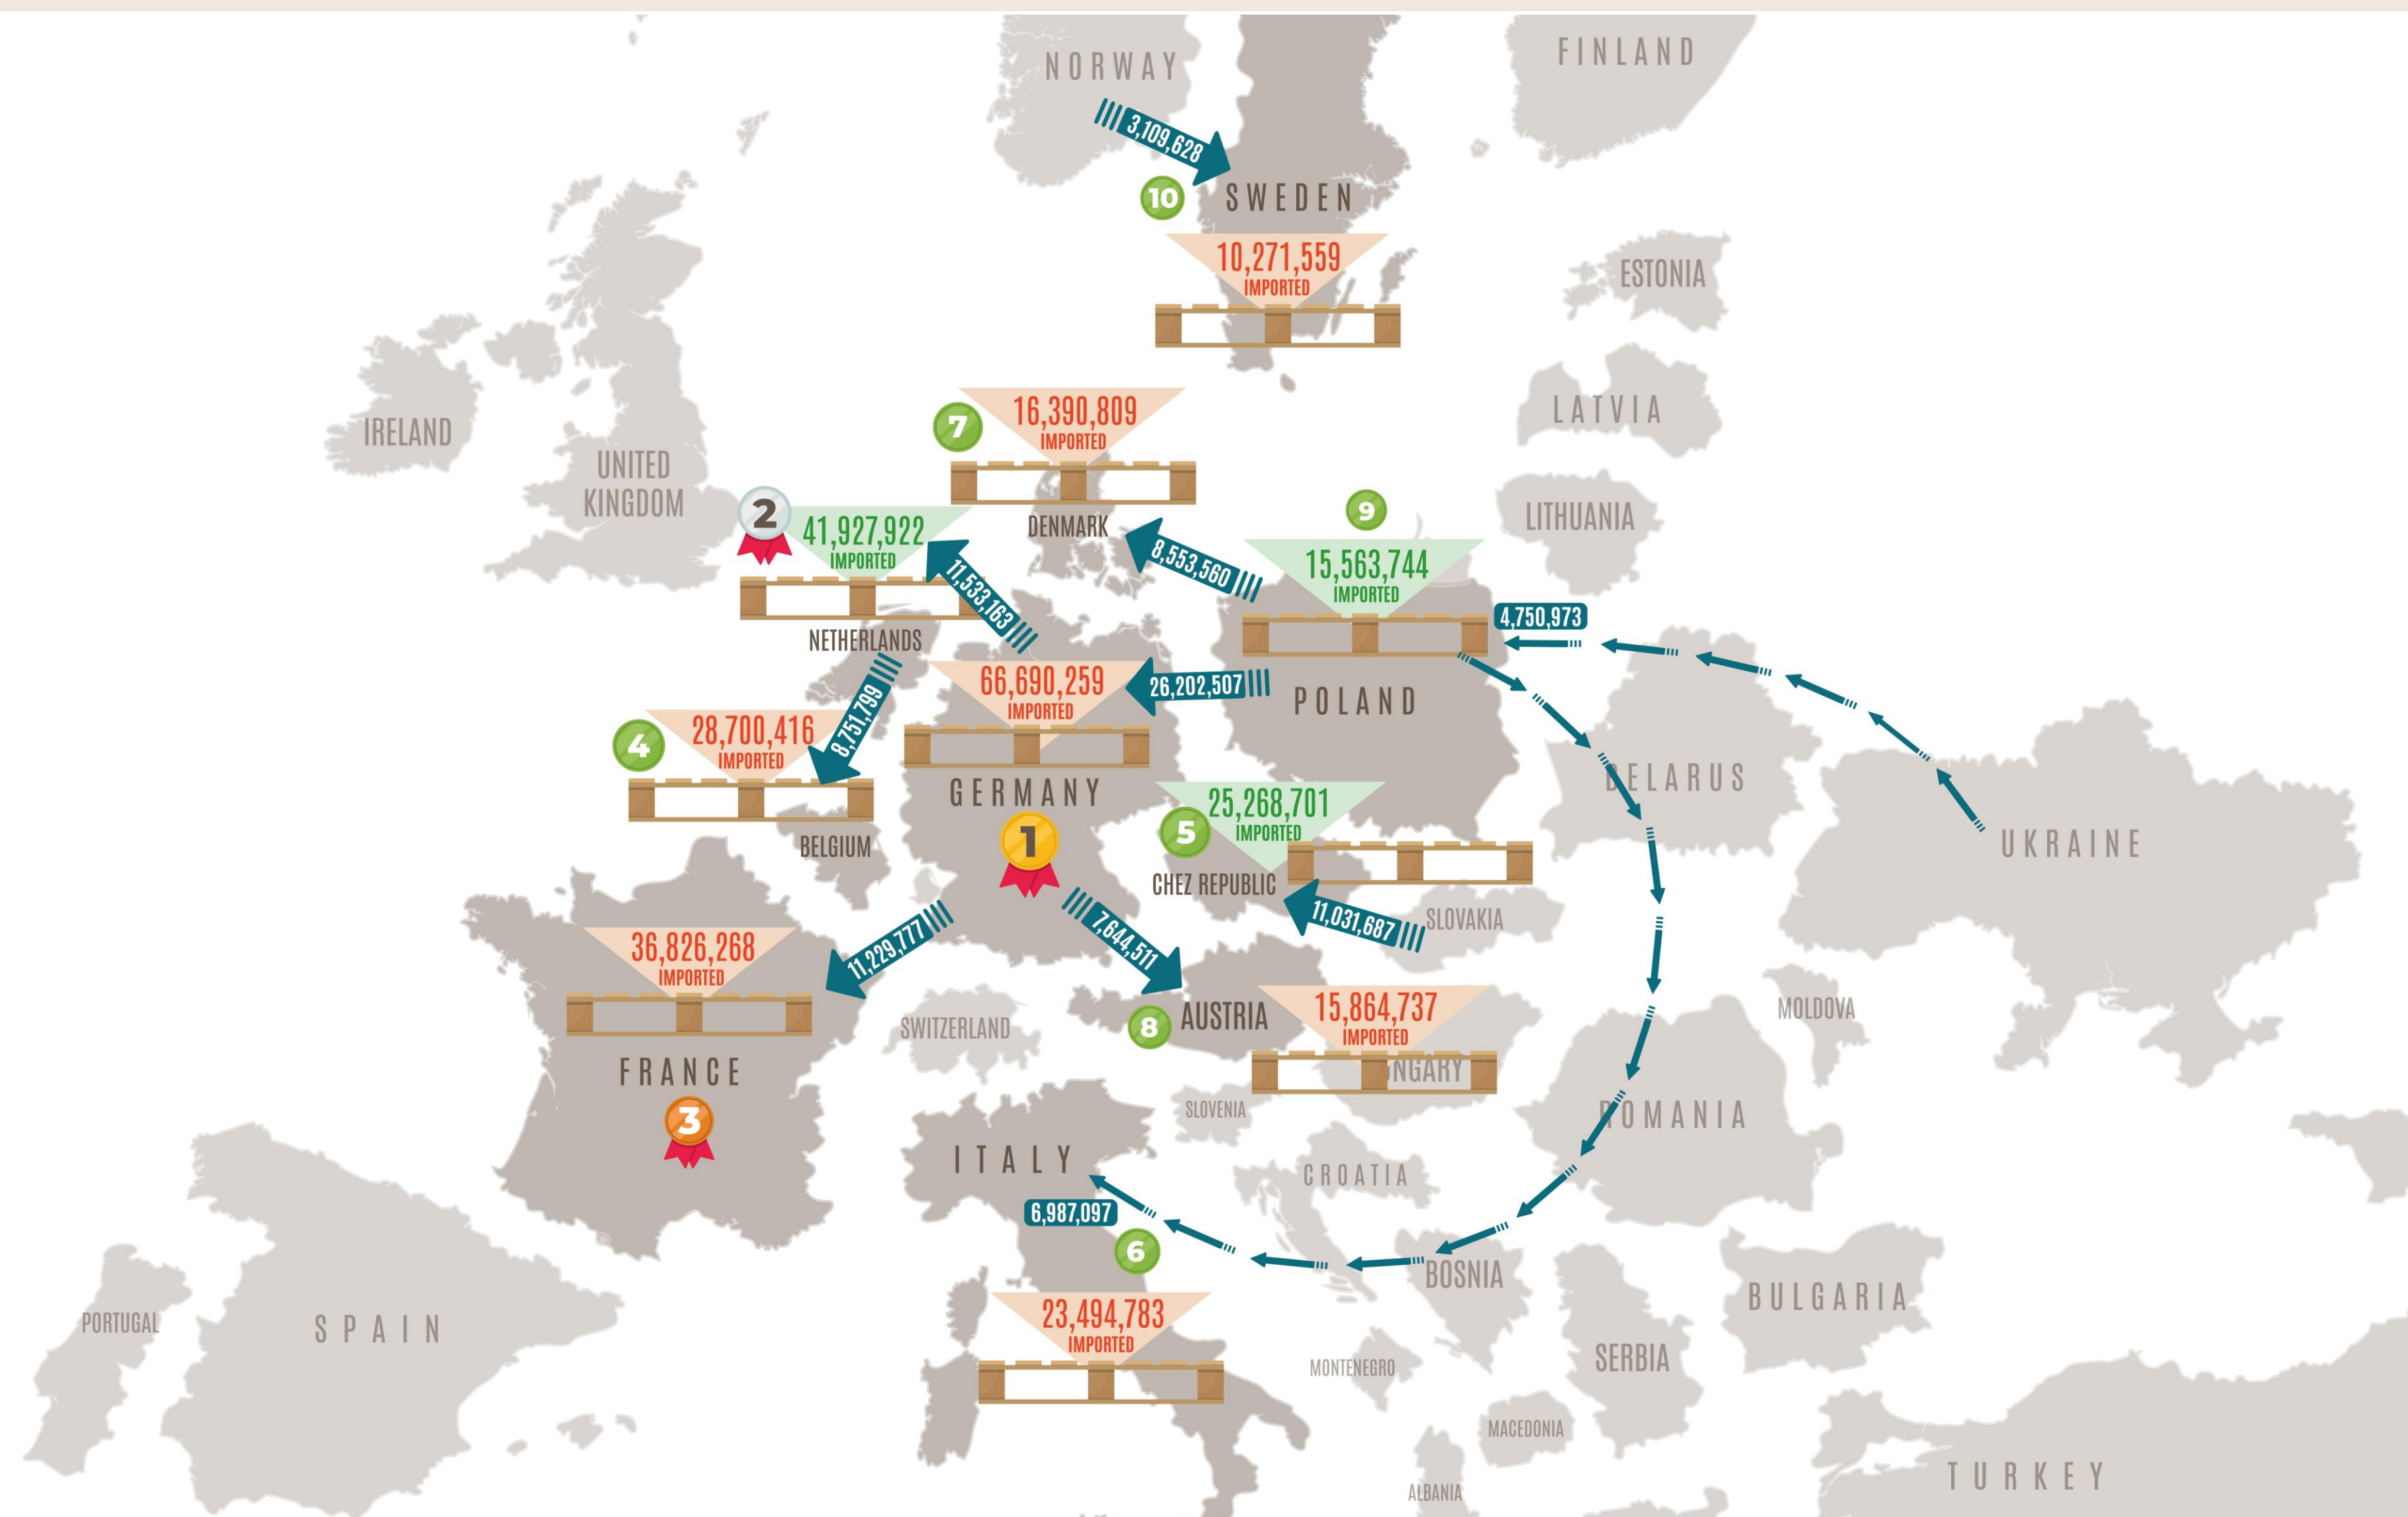 NORWAY
FINLAND
3,109,628
10
SWEDEN
10,271,559
IMPORTED
ESTONIA
7
16,390,809
IMPORTED
LATVIA
IRELAND
UNITED
KINGDOM
2
41,927,922
IMPORTED
DENMARK
9
LITHUANIA
11,533,163
8,553,560
15,563,744
IMPORTED
4,750,973
NETHERLANDS
66,690,259
IMPORTED
26,202,507
POLAND
8,751,799
4
28,700,416
IMPORTED
GERMANY
BELARUS
1
5
25,268,701
IMPORTED
BELGIUM
UKRAINE
CHEZ REPUBLIC
11,031,687
SLOVAKIA
36,826,268
IMPORTED
11,229,777
7,644,511
SWITZERLAND
8
AUSTRIA
15,864,737
IMPORTED
MOLDOVA
NGARY
FRANCE
3
SLOVENIA
ROMANIA
ITALY
CROATIA
6,987,097
6
BOSNIA
BULGARIA
PORTUGAL
SPAIN
23,494,783
IMPORTED
SERBIA
MONTENEGRO
MACEDONIA
TURKEY
ALBANIA